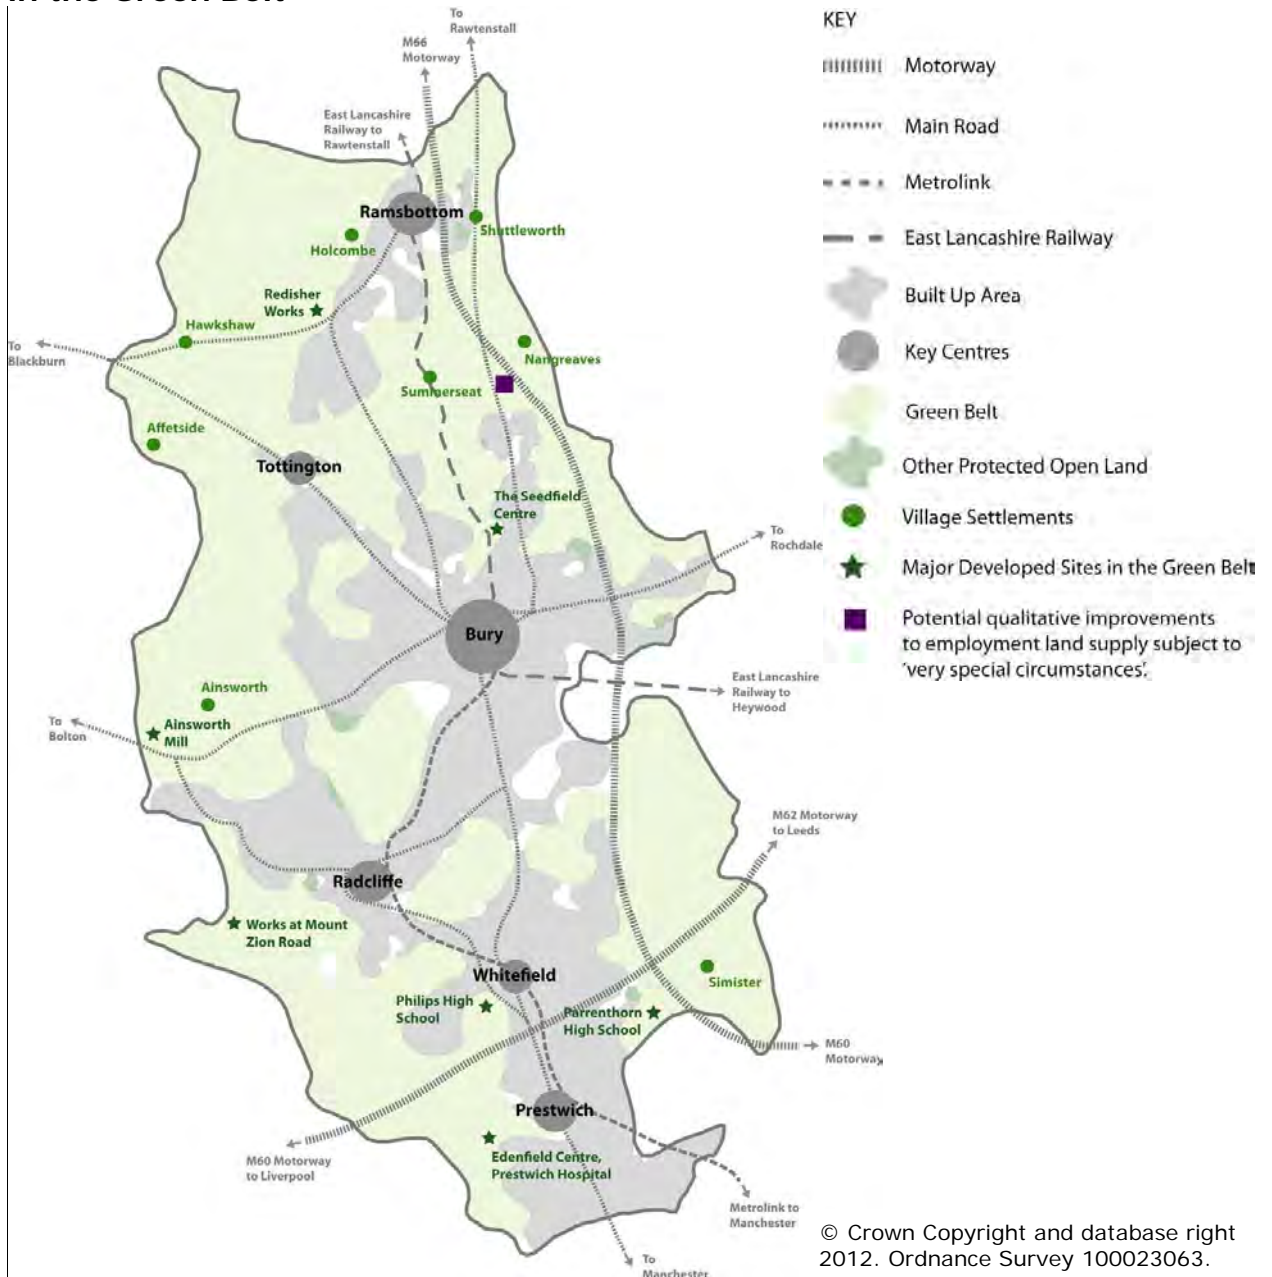 in the Green Belt
To
Rawtenstall
M66
Motorway
East Lancashire
Railway to
Rawtenstall
Ramsbottom
Shuttleworth
Holcombe
Redisher
Works
Hawkshaw
To
Blackburn
Nangreaves
Summerseat
Affetside
Tottington
The Seedfield
Centre
To
Rochdale
Bury
East Lancashire
Railway to
Heywood
Ainsworth
Ainsworth
Mill
To
Bolton
M62 Motorway
to Leeds
Radcliffe
Works at Mount
Zion Road
Whitefield
Simister
Philips High
School
Parrenthorn
High School
M60
Motorway
Prestwich
M60 Motorway
to Liverpool
Edenfield Centre,
Prestwich Hospital
Metrolink to
Manchester
To
Manchester
KEY
Motorway
Main Road
Metrolink
East Lancashire Railway
Built Up Area
Key Centres
Green Belt
Other Protected Open Land
Village Settlements
Major Developed Sites in the Green Belt
Potential qualitative improvements
to employment land supply subject to
'very special circumstances'.
© Crown Copyright and database right
2012. Ordnance Survey 100023063.